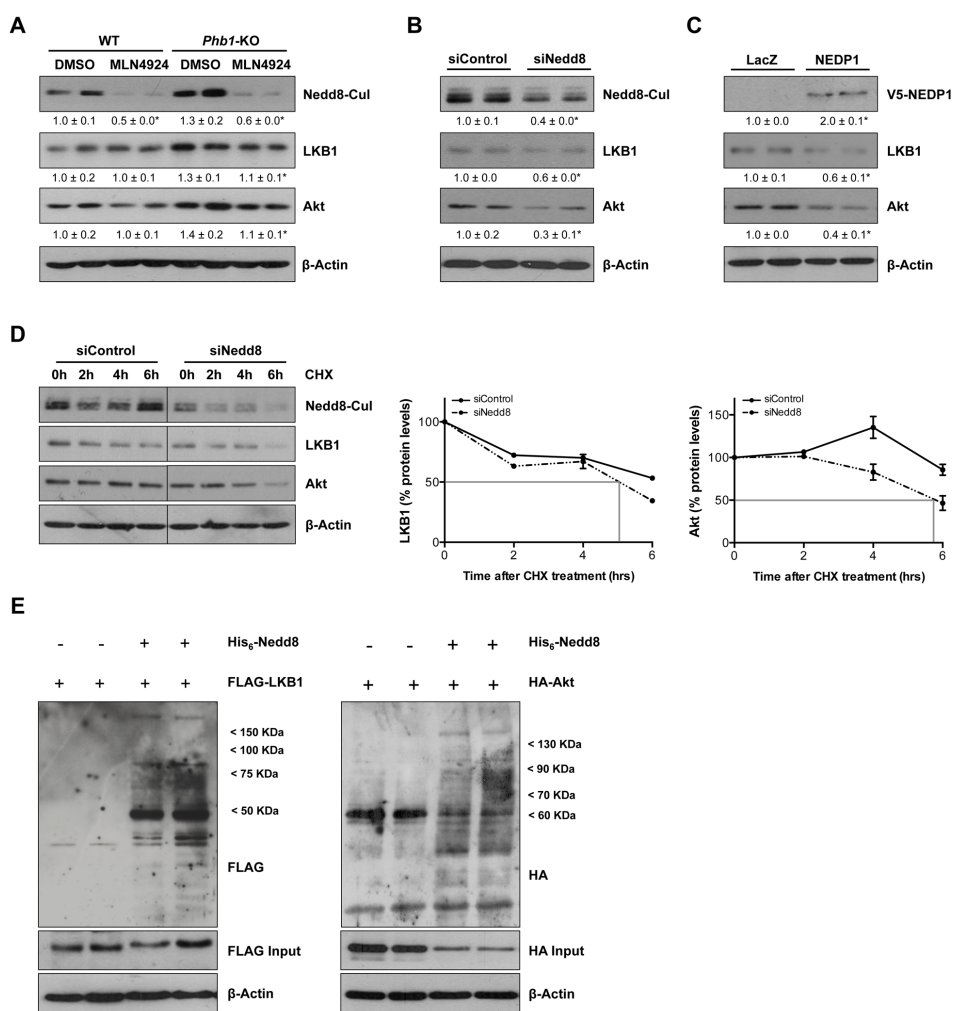 A
WT Phb1-KO
DMSO MLN4924 DMSO MLN4924
Nedd8-Cul
1.0 ± 0.1 0.5 ± 0.0* 1.3 ± 0.2 0.6 ± 0.0*
LKB1
1.0 ± 0.2 1.0 ± 0.1 1.3 ± 0.1 1.1 ± 0.1*
Akt
1.0 ± 0.2 1.0 ± 0.1 1.4 ± 0.2 1.1 ± 0.1*
β-Actin
B
siControl siNedd8
Nedd8-Cul
1.0 ± 0.1 0.4 ± 0.0*
LKB1
1.0 ± 0.0 0.6 ± 0.0*
Akt
1.0 ± 0.2 0.3 ± 0.1*
β-Actin
C
LacZ NEDP1
V5-NEDP1
1.0 ± 0.0 2.0 ± 0.1*
LKB1
1.0 ± 0.1 0.6 ± 0.1*
Akt
1.0 ± 0.0 0.4 ± 0.1*
β-Actin
D
siControl siNedd8
0h 2h 4h 6h 0h 2h 4h 6h CHX
Nedd8-Cul
LKB1
Akt
β-Actin
siControl
siNedd8
LKB1 (% protein levels)
100
50
0
0 2 4 6
Time after CHX treatment (hrs)
siControl
siNedd8
Akt (% protein levels)
150
100
50
0
0 2 4 6
Time after CHX treatment (hrs)
E
- - + + His6-Nedd8
+ + + + FLAG-LKB1
< 150 KDa
< 100 KDa
< 75 KDa
< 50 KDa
FLAG
FLAG Input
β-Actin
- - + + His6-Nedd8
+ + + + HA-Akt
< 130 KDa
< 90 KDa
< 70 KDa
< 60 KDa
HA
HA Input
β-Actin